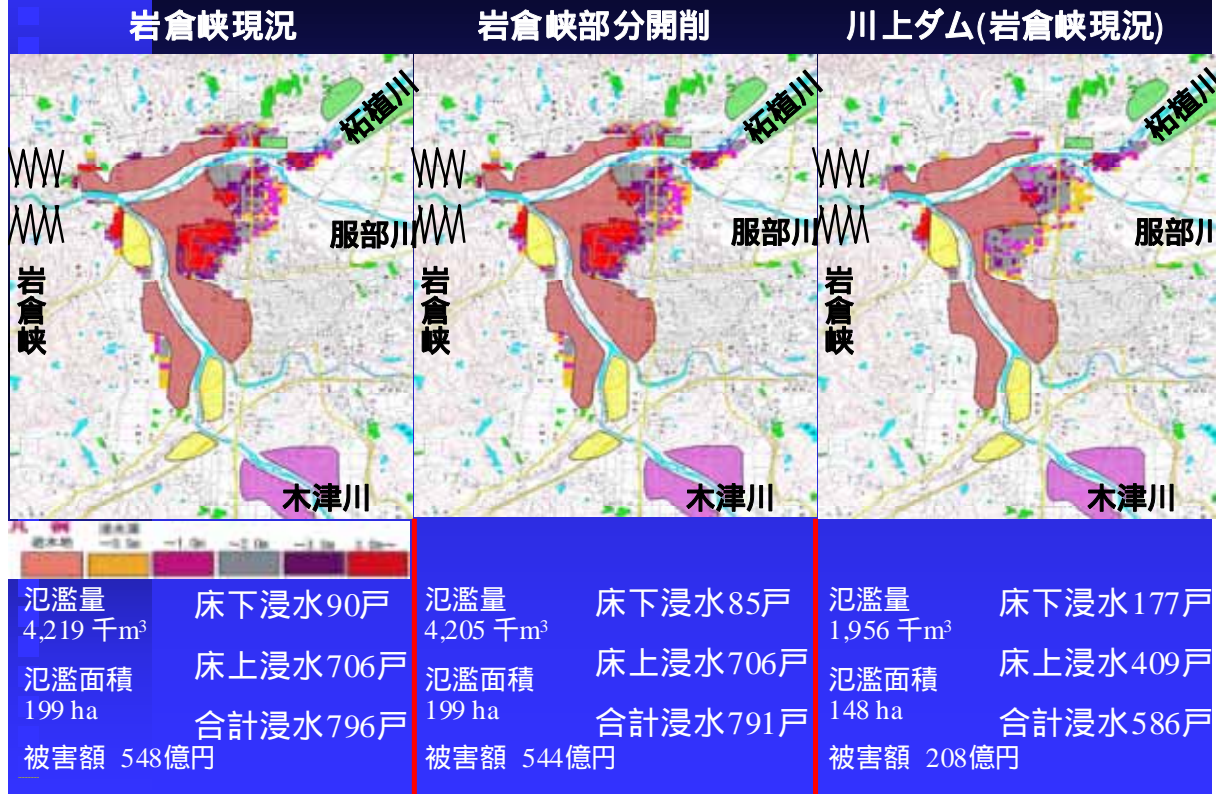 岩倉峡現況
岩倉峡部分開削
川上ダム(岩倉峡現況)
柘植川
服部川
岩倉峡
木津川
柘植川
服部川
岩倉峡
木津川
柘植川
服部川
岩倉峡
木津川
凡 例
~1.0m
~2.0m
氾濫量
4,219 千m³
氾濫面積
199 ha
床下浸水90戸
床上浸水706戸
合計浸水796戸
被害額 548億円
氾濫量
4,205 千m³
氾濫面積
199 ha
床下浸水85戸
床上浸水706戸
合計浸水791戸
被害額 544億円
氾濫量
1,956 千m³
氾濫面積
148 ha
床下浸水177戸
床上浸水409戸
合計浸水586戸
被害額 208億円